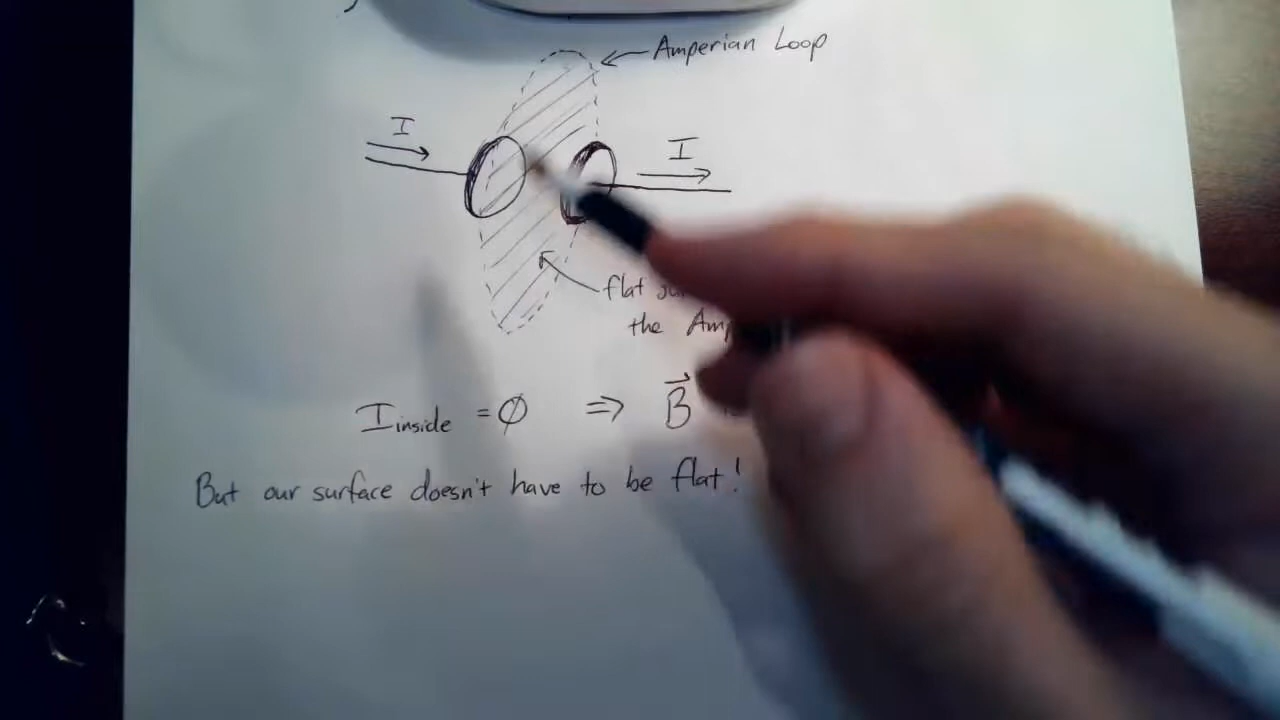 Amperian Loop
I
I
flat
the
I inside = ∅ ⇒ B⃗
But our surface doesn't have to be flat!